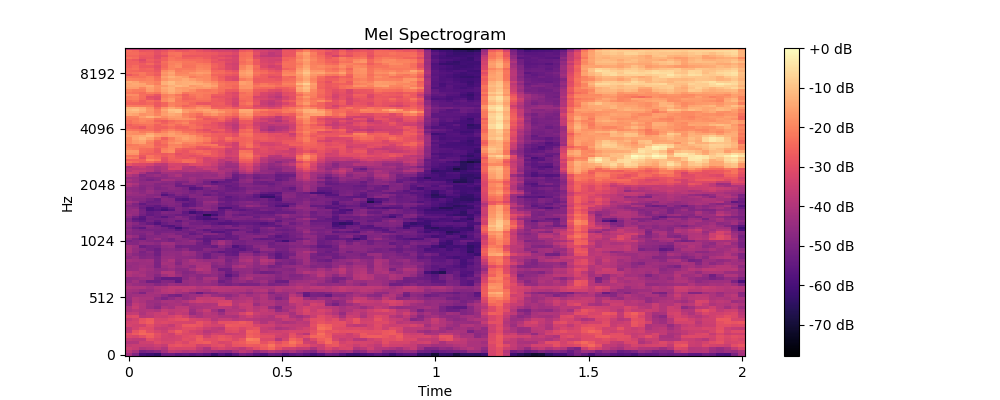 Mel Spectrogram
8192
4096
2048
1024
512
0
Hz
0
0.5
1
1.5
2
Time
+0 dB
-10 dB
-20 dB
-30 dB
-40 dB
-50 dB
-60 dB
-70 dB